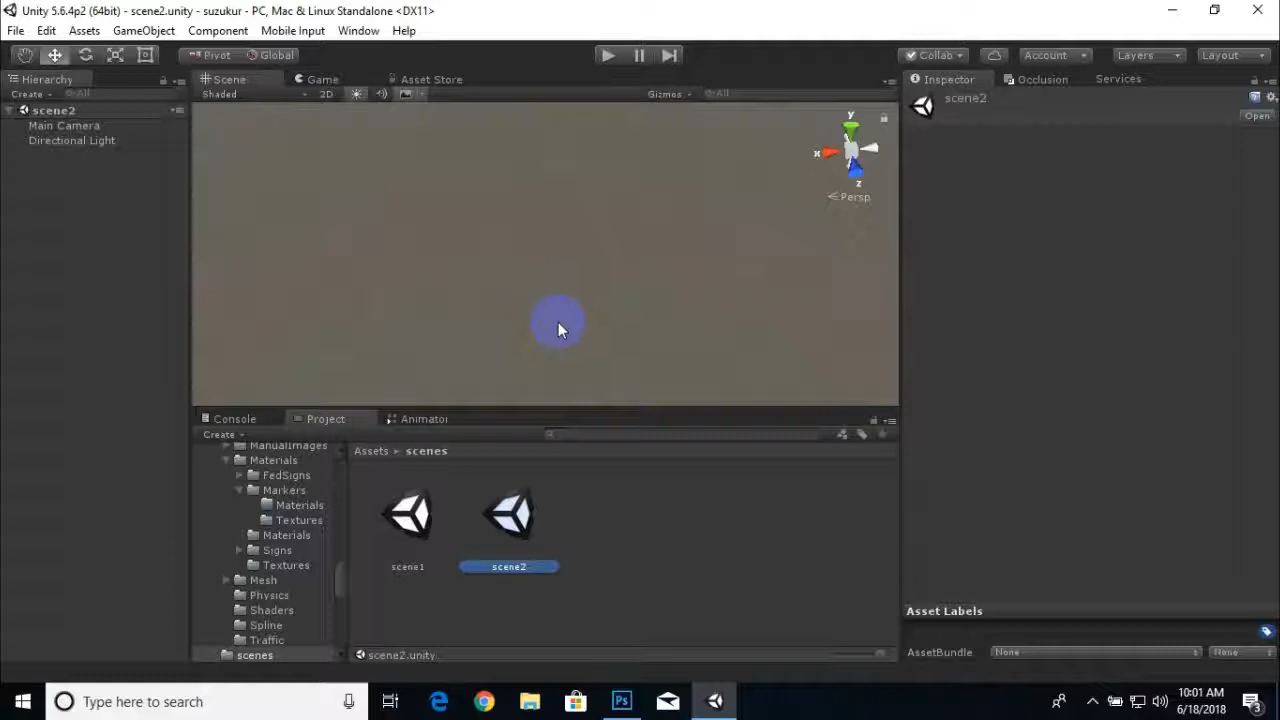 Unity 5.6.4p2 (64bit) - scene2.unity - suzukur - PC, Mac & Linux Standalone <DX11>
File Edit Assets GameObject Component Mobile Input Window Help
Pivot Global Collab Account Layers Layout
Hierarchy Scene Game Asset Store Inspector Occlusion Services
Create All Shaded 2D Gizmos All scene2
scene2 Open
Main Camera
Directional Light
y
x
z
Persp
Console Project Animator
Create
ManualImages Assets scenes
Materials
FedSigns
Markers
Materials
Textures
Materials
Signs
Textures scene1 scene2
Mesh
Physics
Shaders Asset Labels
Spline
Traffic
scenes scene2.unity AssetBundle None None
Type here to search Ps 10:01 AM
6/18/2018 3